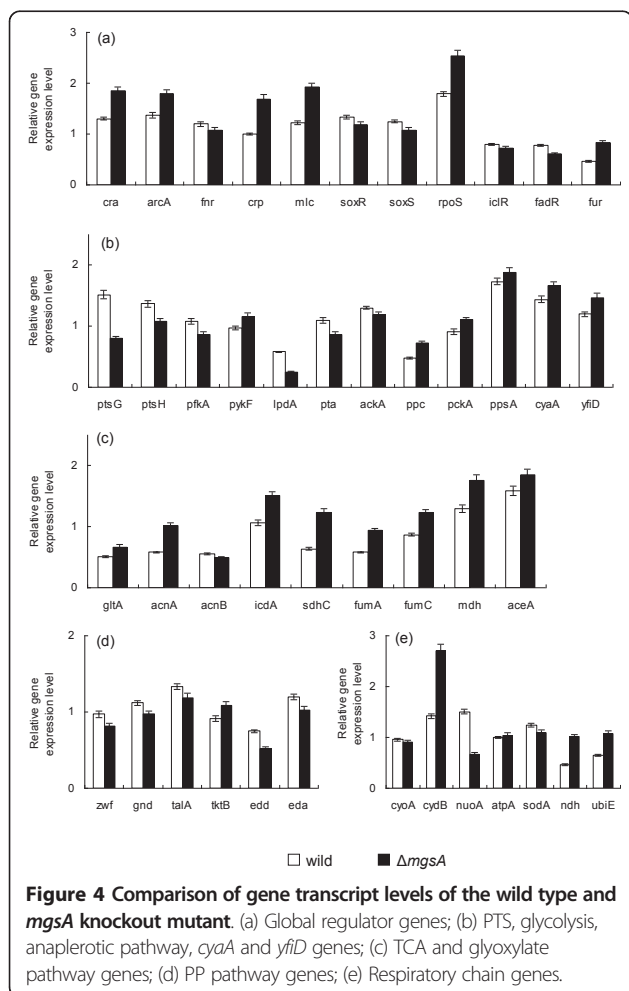 (a)
Relative gene
expression level
3
2
1
0
cra arcA fnr crp mlc soxR soxS rpoS iclR fadR fur
(b)
Relative gene
expression level
2
1
0
ptsG ptsH pfkA pykF lpdA pta ackA ppc pckA ppsA cyaA yfiD
(c)
Relative gene
expression level
2
1
0
gltA acnA acnB icdA sdhC fumA fumC mdh aceA
(d)
Relative gene
expression level
2
1
0
zwf gnd talA tktB edd eda
(e)
Relative gene
expression level
3
2
1
0
cyoA cydB nuoA atpA sodA ndh ubiE
wild ΔmgsA
Figure 4 Comparison of gene transcript levels of the wild type and
mgsA knockout mutant. (a) Global regulator genes; (b) PTS, glycolysis,
anaplerotic pathway, cyaA and yfiD genes; (c) TCA and glyoxylate
pathway genes; (d) PP pathway genes; (e) Respiratory chain genes.